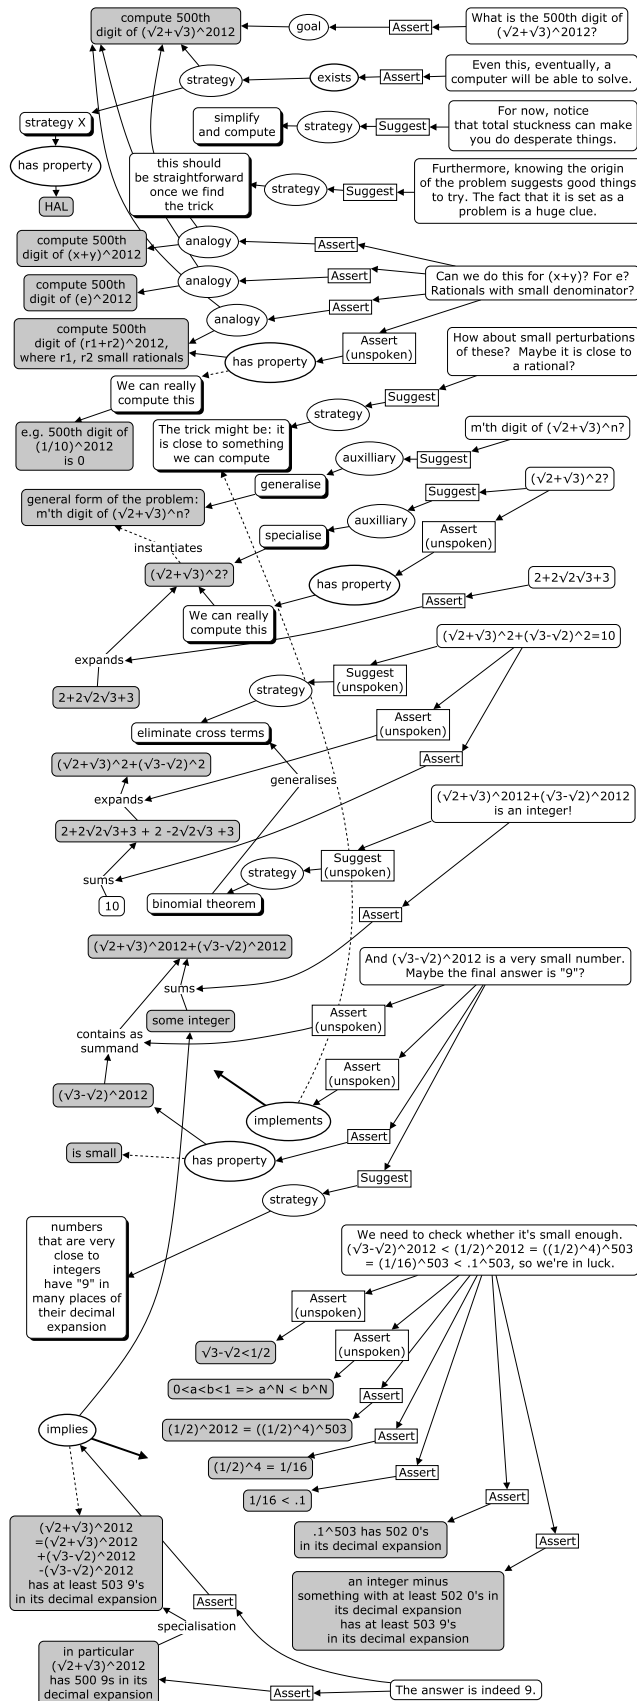 compute 500th
digit of (√2+√3)^2012
goal
Assert
What is the 500th digit of
(√2+√3)^2012?
strategy
exists
Assert
Even this, eventually, a
computer will be able to solve.
strategy X
simplify
and compute
strategy
Suggest
For now, notice
that total stuckness can make
you do desperate things.
has property
HAL
this should
be straightforward
once we find
the trick
strategy
Suggest
Furthermore, knowing the origin
of the problem suggests good things
to try. The fact that it is set as a
problem is a huge clue.
compute 500th
digit of (x+y)^2012
analogy
Assert
compute 500th
digit of (e)^2012
analogy
Assert
Can we do this for (x+y)? For e?
Rationals with small denominator?
compute 500th
digit of (r1+r2)^2012,
where r1, r2 small rationals
analogy
Assert
has property
Assert
(unspoken)
How about small perturbations
of these?  Maybe it is close to
a rational?
We can really
compute this
Suggest
strategy
e.g. 500th digit of
(1/10)^2012
is 0
The trick might be: it
is close to something
we can compute
m'th digit of (√2+√3)^n?
auxilliary
Suggest
generalise
general form of the problem:
m'th digit of (√2+√3)^n?
(√2+√3)^2?
Suggest
auxilliary
specialise
Assert
(unspoken)
instantiates
(√2+√3)^2?
has property
2+2√2√3+3
Assert
We can really
compute this
expands
2+2√2√3+3
(√2+√3)^2+(√3-√2)^2=10
Suggest
(unspoken)
strategy
eliminate cross terms
Assert
(unspoken)
Assert
(√2+√3)^2+(√3-√2)^2
generalises
expands
2+2√2√3+3 + 2 -2√2√3 +3
(√2+√3)^2012+(√3-√2)^2012
is an integer!
Suggest
(unspoken)
strategy
sums
10
binomial theorem
Assert
(√2+√3)^2012+(√3-√2)^2012
And (√3-√2)^2012 is a very small number.
Maybe the final answer is "9"?
sums
some integer
Assert
(unspoken)
contains as
summand
Assert
(unspoken)
(√3-√2)^2012
implements
Assert
is small
has property
Suggest
strategy
numbers
that are very
close to
integers
have "9" in
many places of
their decimal
expansion
We need to check whether it's small enough.
(√3-√2)^2012 < (1/2)^2012 = ((1/2)^4)^503
= (1/16)^503 < .1^503, so we're in luck.
Assert
(unspoken)
√3-√2<1/2
Assert
(unspoken)
0<a<b<1 => a^N < b^N
Assert
(1/2)^2012 = ((1/2)^4)^503
implies
Assert
(1/2)^4 = 1/16
Assert
1/16 < .1
Assert
.1^503 has 502 0's
in its decimal expansion
Assert
(√2+√3)^2012
=(√2+√3)^2012
+(√3-√2)^2012
-(√3-√2)^2012
has at least 503 9's
in its decimal expansion
an integer minus
something with at least 502 0's in
its decimal expansion
has at least 503 9's
in its decimal expansion
Assert
specialisation
in particular
(√2+√3)^2012
has 500 9s in its
decimal expansion
Assert
The answer is indeed 9.